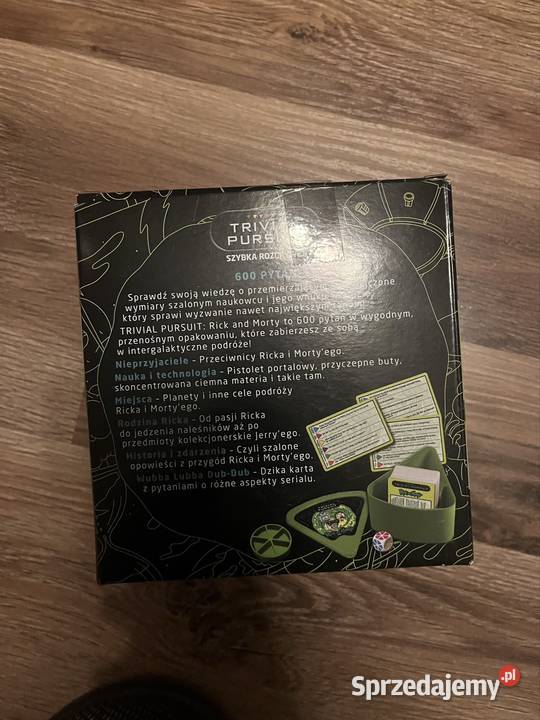 TRIVIAL
PURSUIT
SZYBKA
600 PYTAŃ
Sprawdź swoją wiedzę o
wymiary szalonym naukowcu i jego
który sprawi wyzwanie nawet największym
TRIVIAL PURSUIT: Rick and Morty to 600 pytań w wygodnym,
przenośnym opakowaniu, które zabierzesz ze sobą
w intergalaktyczne podróże!
Nieprzyjaciele – Przeciwnicy Ricka i Morty'ego.
Nauka i technologia – Pistolet portalowy, przyczepne buty,
skoncentrowana ciemna materia i takie tam.
Miejsca – Planety i inne cele podróży
Ricka i Morty'ego.
Rodzina Ricka – Od pasji Ricka
do jedzenia naleśników aż po
przedmioty kolekcjonerskie Jerry'ego.
Historie i zdarzenia – Czyli szalone
opowieści z przygód Ricka i Morty'ego.
Wubba Lubba Dub-Dub – Dzika karta
z pytaniami o różne aspekty serialu.
Sprzedajemy.pl